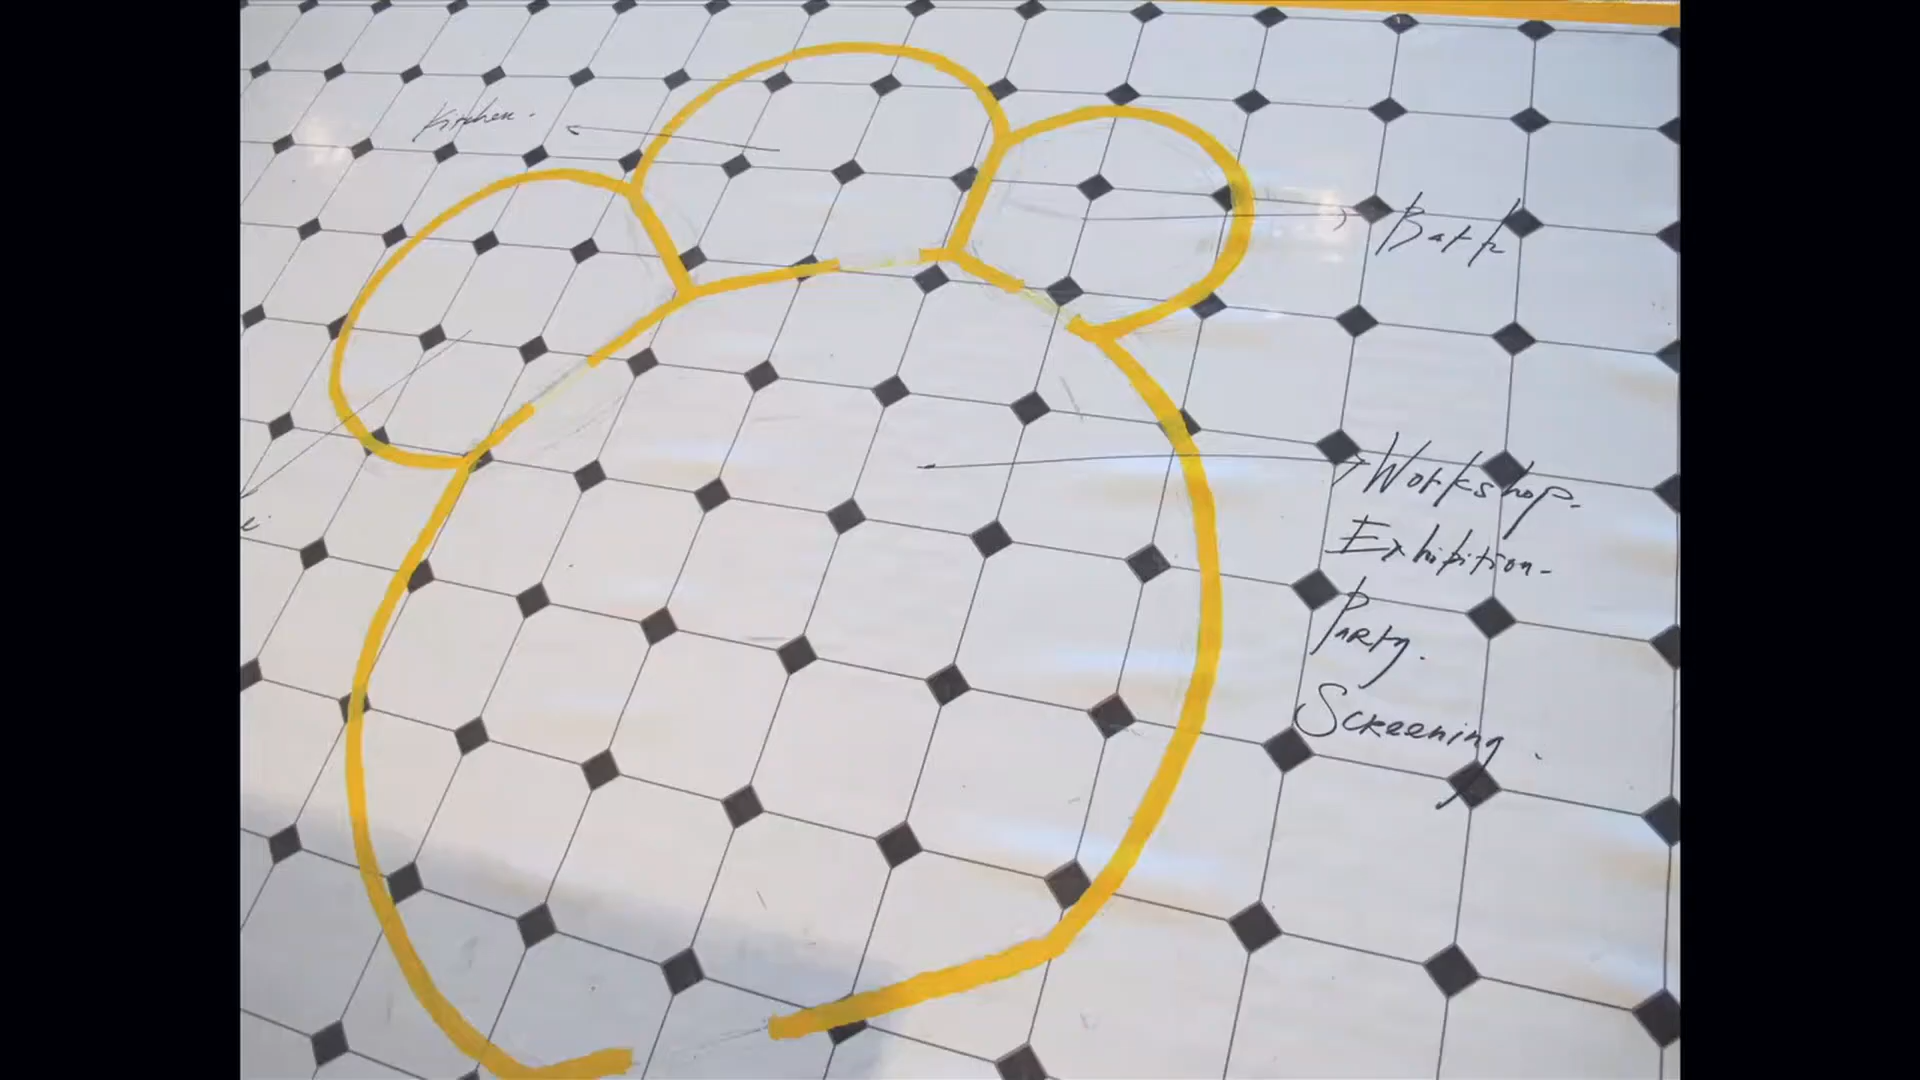 Kitchen.
Bath
Workshop.
Exhibition-
Party.
Screening.